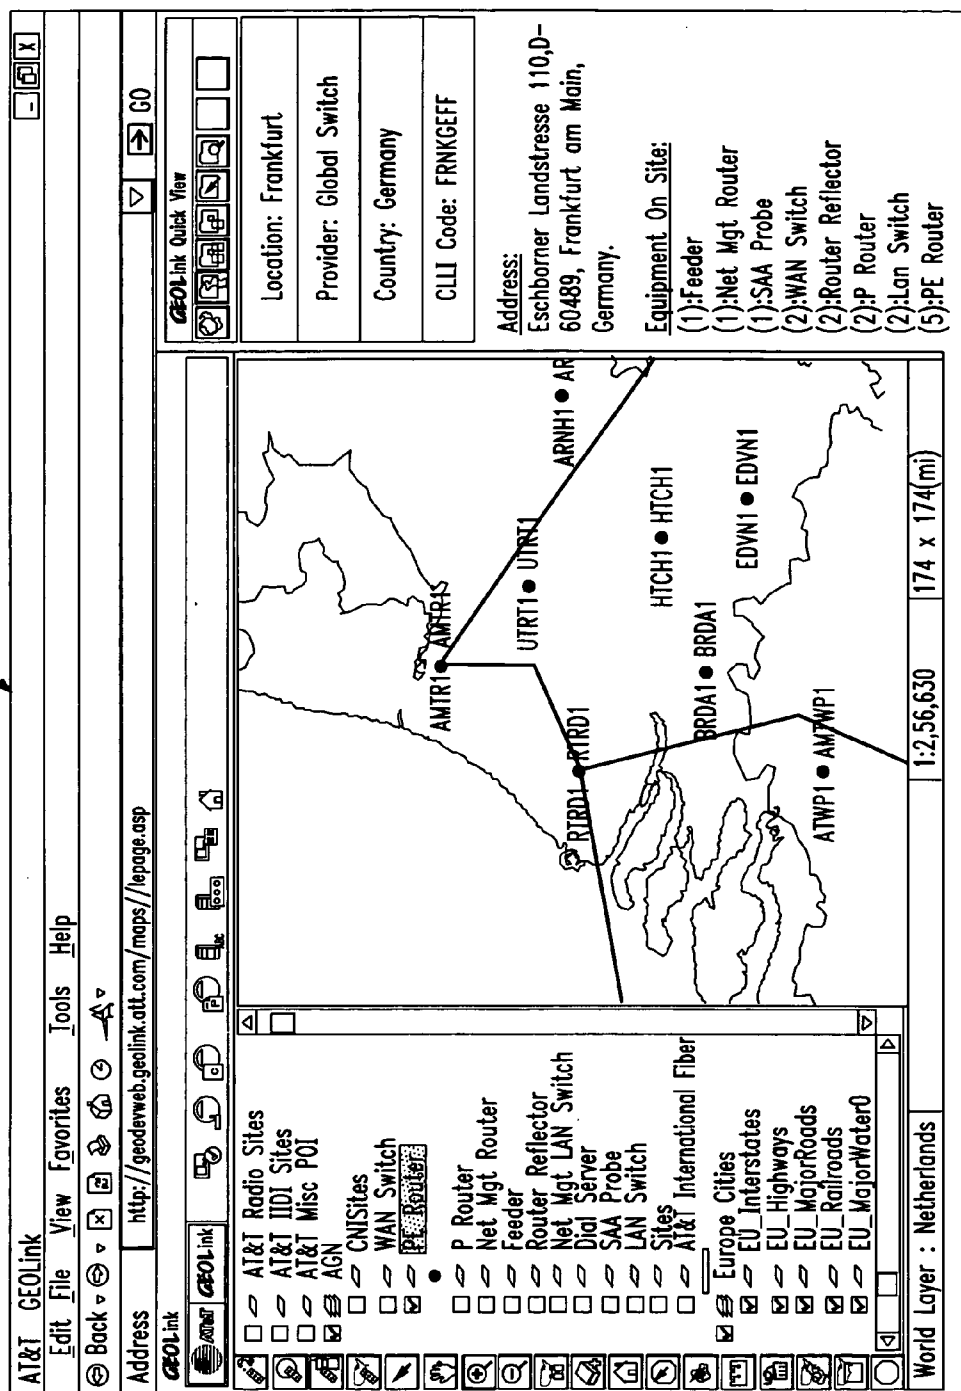 AT&T GEOLink
Edit File View Favorites Tools Help
Back
Address http://geodevweb.geolink.att.com/maps//lepage.asp GO
GEOLink
AT&T GEOLink
C
P
ABC
GEOLink Quick View
AT&T Radio Sites
AT&T IIDI Sites
AT&T Misc POI
AGN
CNISites
WAN Switch
PE Router
P Router
Net Mgt Router
Feeder
Router Reflector
Net Mgt LAN Switch
Dial Server
SAA Probe
LAN Switch
Sites
AT&T International Fiber
Europe Cities
EU_Interstates
EU_Highways
EU_MajorRoads
EU_Railroads
EU_MajorWater0
AMTR1 AMTR1
ARNH1 AR
UTRT1 UTRT1
RTRD1 RTRD1
HTCH1 HTCH1
BRDA1 BRDA1
EDVN1 EDVN1
ATWP1 AMTWP1
Location: Frankfurt
Provider: Global Switch
Country: Germany
CLLI Code: FRNKGEFF
Address:
Eschborner Landstresse 110,D-
60489, Frankfurt am Main,
Germany.
Equipment On Site:
(1):Feeder
(1):Net Mgt Router
(1):SAA Probe
(2):WAN Switch
(2):Router Reflector
(2):P Router
(2):Lan Switch
(5):PE Router
World Layer : Netherlands 1:2,56,630 174 x 174(mi)